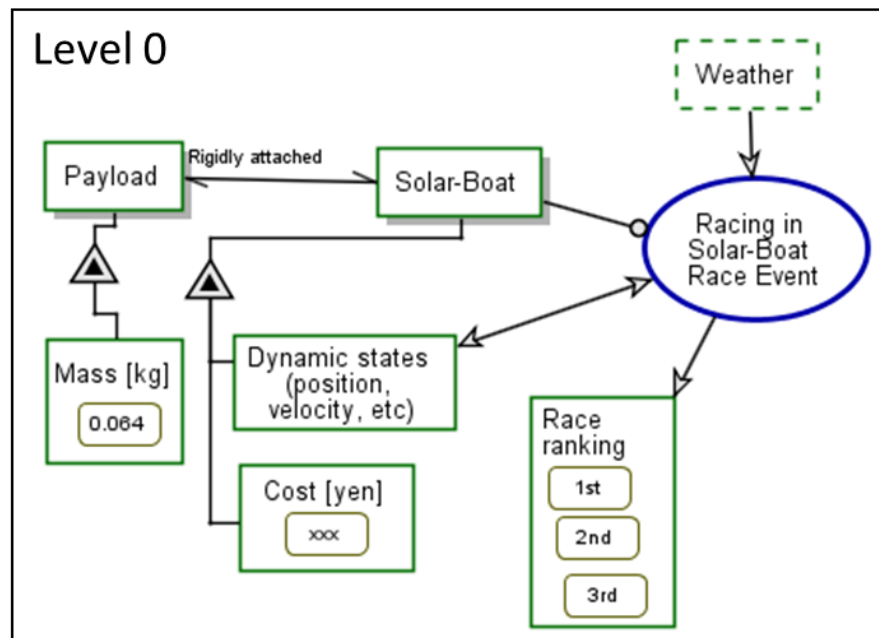 Level 0
Weather
Payload
Rigidly attached
Solar-Boat
Racing in
Solar-Boat
Race Event
Mass [kg]
0.064
Dynamic states
(position,
velocity, etc)
Cost [yen]
xxx
Race
ranking
1st
2nd
3rd